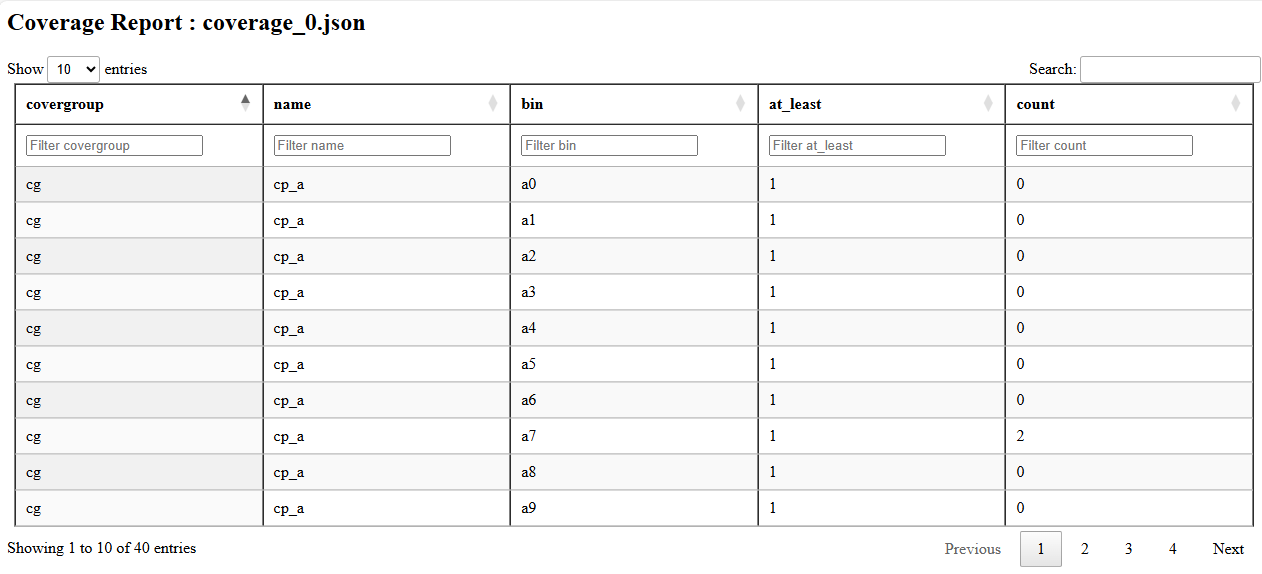 Coverage Report : coverage_0.json
Show 10 entries Search:
covergroup name bin at_least count
Filter covergroup Filter name Filter bin Filter at_least Filter count
cg cp_a a0 1 0
cg cp_a a1 1 0
cg cp_a a2 1 0
cg cp_a a3 1 0
cg cp_a a4 1 0
cg cp_a a5 1 0
cg cp_a a6 1 0
cg cp_a a7 1 2
cg cp_a a8 1 0
cg cp_a a9 1 0
Showing 1 to 10 of 40 entries Previous 1 2 3 4 Next